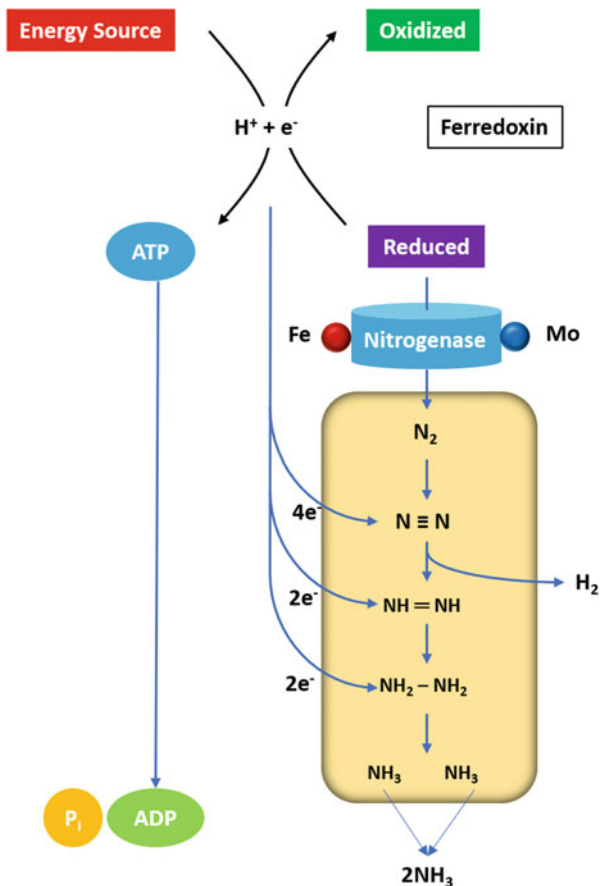 Energy Source
Oxidized
H⁺ + e⁻
Ferredoxin
ATP
Reduced
Fe
Nitrogenase
Mo
N₂
4e⁻
N ≡ N
H₂
2e⁻
NH = NH
2e⁻
NH₂ – NH₂
NH₃ NH₃
Pᵢ
ADP
2NH₃